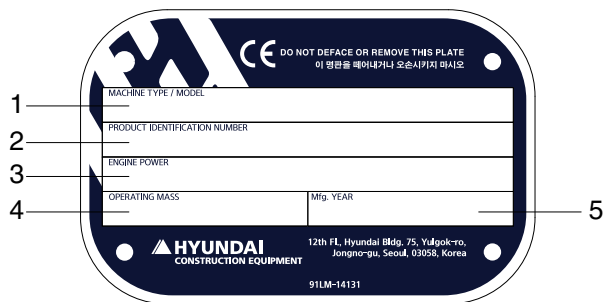 CE DO NOT DEFACE OR REMOVE THIS PLATE
이 명판을 떼어내거나 오손시키지 마시오
1 MACHINE TYPE / MODEL
2 PRODUCT IDENTIFICATION NUMBER
3 ENGINE POWER
4 OPERATING MASS
Mfg. YEAR 5
HYUNDAI
CONSTRUCTION EQUIPMENT
12th FL, Hyundai Bldg. 75, Yulgok-ro,
Jongno-gu, Seoul, 03058, Korea
91LM-14131